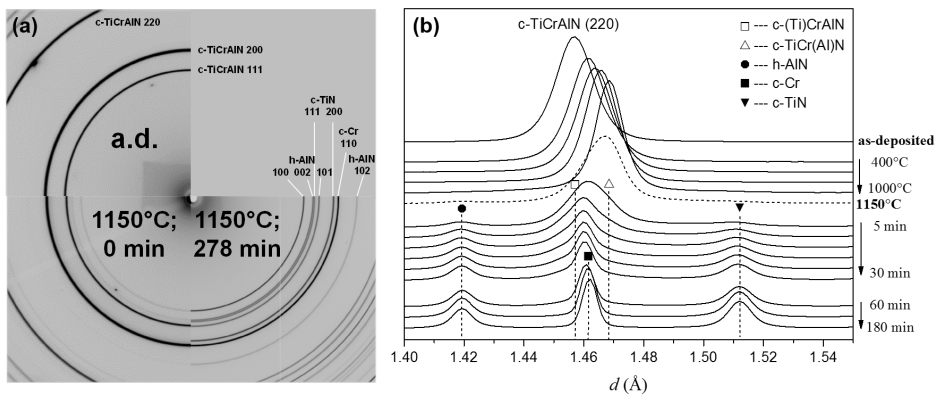 (a)
c-TiCrAlN 220
c-TiCrAlN 200
c-TiCrAlN 111
a.d.
c-TiN
111 200
c-Cr
110
h-AlN
100 002 101
h-AlN
102
1150°C;
0 min
1150°C;
278 min
(b)
c-TiCrAlN (220)
--- c-(Ti)CrAlN
--- c-TiCr(Al)N
--- h-AlN
--- c-Cr
--- c-TiN
as-deposited
400°C
1000°C
1150°C
5 min
30 min
60 min
180 min
1.40 1.42 1.44 1.46 1.48 1.50 1.52 1.54
d (Å)